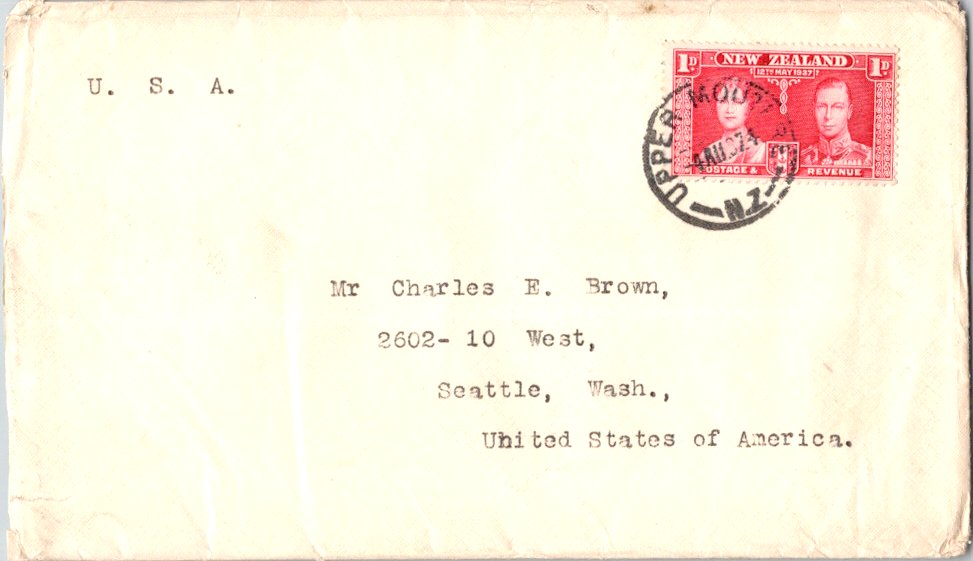 U. S. A.
1D NEW ZEALAND 1D
12TH MAY 1937
POSTAGE & REVENUE
UPPER
N.Z.
Mr Charles E. Brown,
2602- 10 West,
Seattle, Wash.,
United States of America.